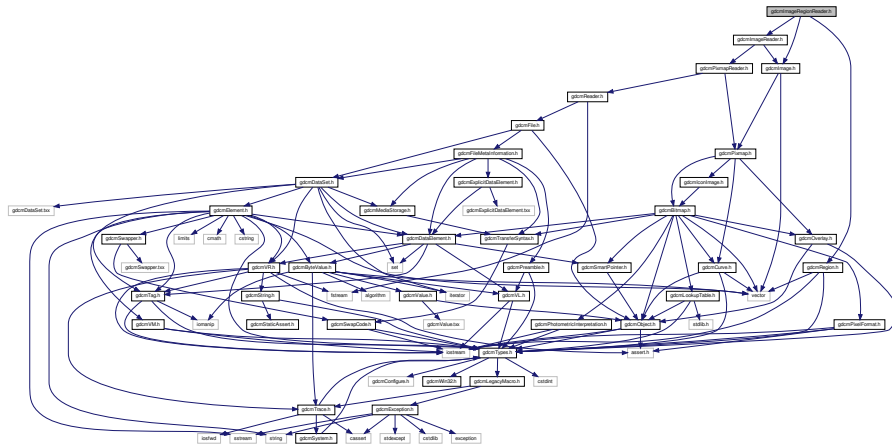 gdcmImageRegionReader.h
gdcmImageReader.h
gdcmPixmapReader.h
gdcmImage.h
gdcmReader.h
gdcmFile.h
gdcmFileMetaInformation.h
gdcmPixmap.h
gdcmDataSet.h
gdcmExplicitDataElement.h
gdcmIconImage.h
gdcmDataSet.txx
gdcmElement.h
gdcmMediaStorage.h
gdcmExplicitDataElement.txx
gdcmBitmap.h
gdcmSwapper.h
limits
cmath
cstring
gdcmDataElement.h
gdcmTransferSyntax.h
gdcmOverlay.h
gdcmSwapper.txx
gdcmVR.h
gdcmByteValue.h
set
gdcmPreamble.h
gdcmSmartPointer.h
gdcmCurve.h
gdcmRegion.h
gdcmTag.h
gdcmString.h
fstream
algorithm
gdcmValue.h
iterator
gdcmVL.h
gdcmLookupTable.h
vector
gdcmVM.h
iomanip
gdcmStaticAssert.h
gdcmSwapCode.h
gdcmValue.txx
gdcmPhotometricInterpretation.h
gdcmObject.h
stdlib.h
gdcmPixelFormat.h
iostream
gdcmTypes.h
assert.h
gdcmConfigure.h
gdcmWin32.h
gdcmLegacyMacro.h
cstdint
gdcmTrace.h
gdcmException.h
iosfwd
sstream
string
gdcmSystem.h
cassert
stdexcept
cstdlib
exception